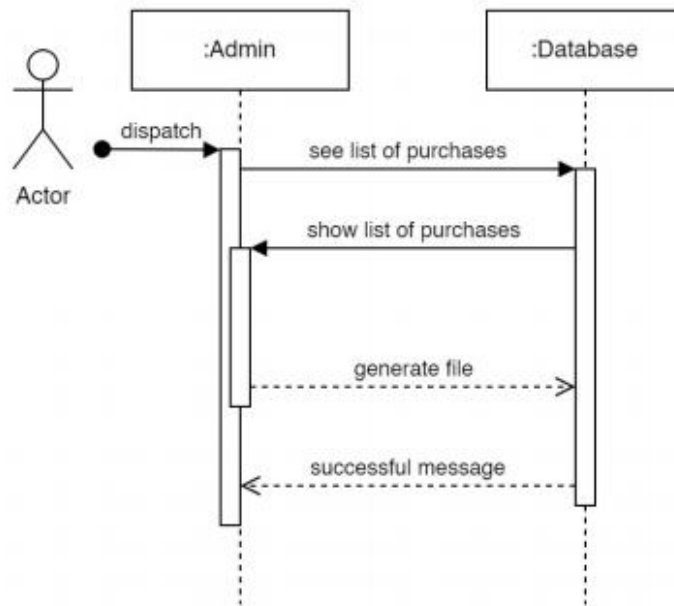 :Admin
:Database
dispatch
see list of purchases
Actor
show list of purchases
generate file
successful message